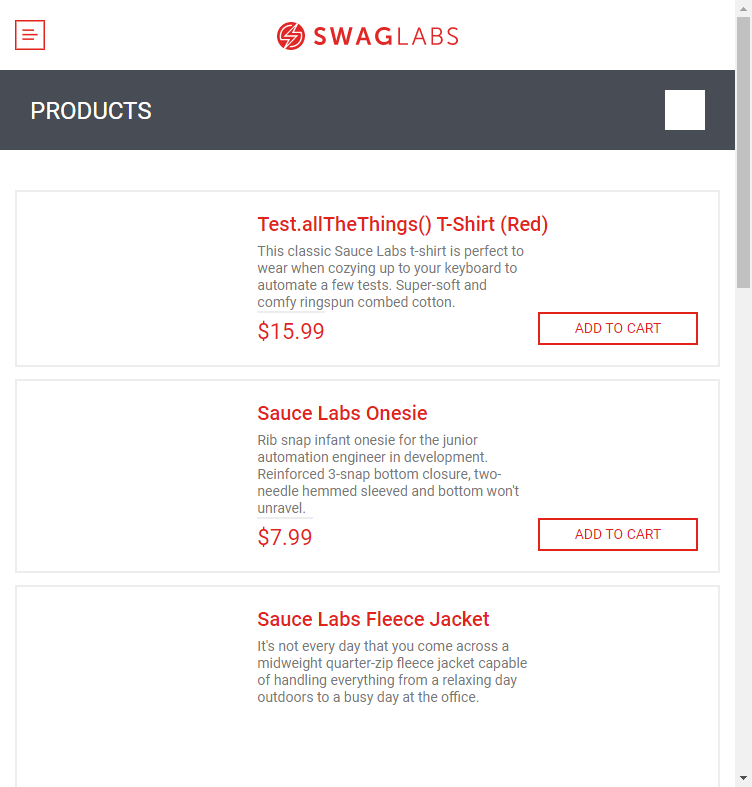 SWAGLABS
PRODUCTS
Test.allTheThings() T-Shirt (Red)
This classic Sauce Labs t-shirt is perfect to
wear when cozying up to your keyboard to
automate a few tests. Super-soft and
comfy ringspun combed cotton.
$15.99
ADD TO CART
Sauce Labs Onesie
Rib snap infant onesie for the junior
automation engineer in development.
Reinforced 3-snap bottom closure, two-
needle hemmed sleeved and bottom won't
unravel.
$7.99
ADD TO CART
Sauce Labs Fleece Jacket
It's not every day that you come across a
midweight quarter-zip fleece jacket capable
of handling everything from a relaxing day
outdoors to a busy day at the office.